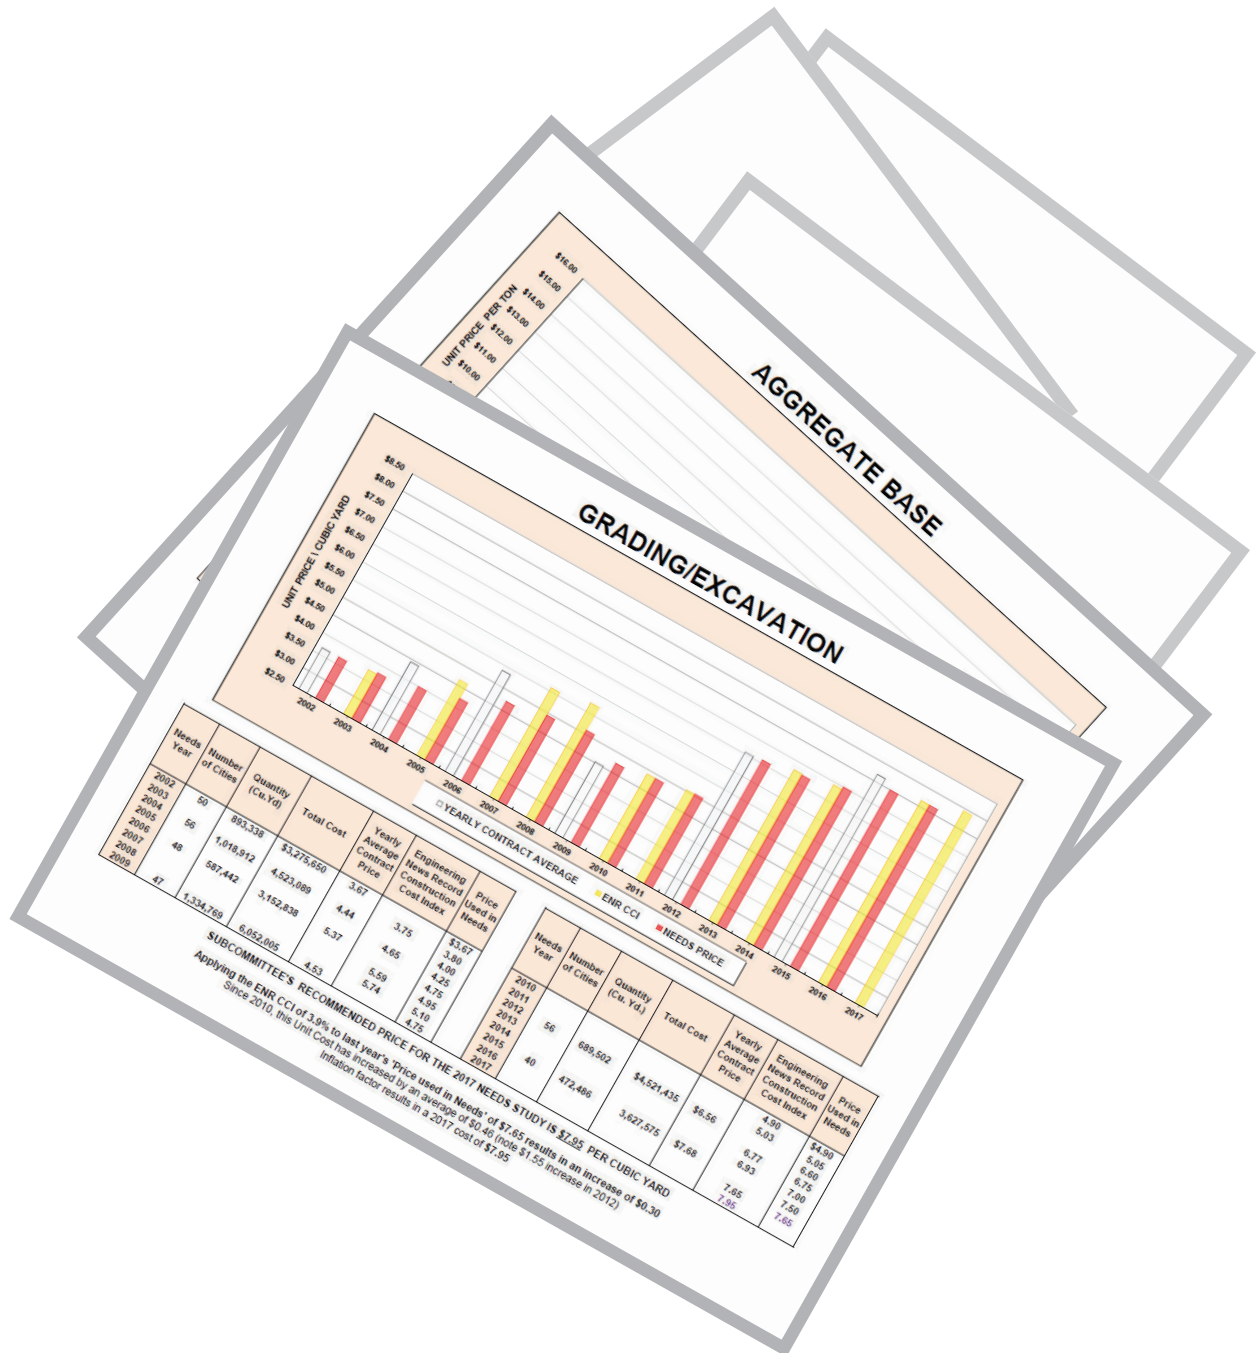 AGGREGATE BASE
UNIT PRICE PER TON
$16.00
$15.00
$14.00
$13.00
$12.00
$11.00
$10.00
GRADING/EXCAVATION
UNIT PRICE \ CUBIC YARD
$8.50
$8.00
$7.50
$7.00
$6.50
$6.00
$5.50
$5.00
$4.50
$4.00
$3.50
$3.00
$2.50
2002
2003
2004
2005
2006
2007
2008
2009
2010
2011
2012
2013
2014
2015
2016
2017
YEARLY CONTRACT AVERAGE
ENR CCI
NEEDS PRICE
Needs Year
Number of Cities
Quantity (Cu.Yd)
Total Cost
Yearly Average Contract Price
Engineering News Record Construction Cost Index
Price Used in Needs
2002 50 893,338 $3,275,650 3.67 $3.67
2003 3.75 3.80
2004 56 1,018,912 4,523,089 4.44 4.00
2005 4.65 4.25
2006 48 587,442 3,152,838 5.37 4.75
2007 5.59 4.95
2008 5.74 5.10
2009 47 1,334,769 6,052,005 4.53 4.75
Needs Year
Number of Cities
Quantity (Cu. Yd.)
Total Cost
Yearly Average Contract Price
Engineering News Record Construction Cost Index
Price Used in Needs
2010 4.90 $4.90
2011 5.03 5.05
2012 56 689,502 $4,521,435 $6.56 6.60
2013 6.77 6.75
2014 6.93 7.00
2015 40 472,486 3,627,575 $7.68 7.50
2016 7.65 7.65
2017 7.95
SUBCOMMITTEE'S RECOMMENDED PRICE FOR THE 2017 NEEDS STUDY IS $7.95 PER CUBIC YARD
Applying the ENR CCI of 3.9% to last year's 'Price used in Needs' of $7.65 results in an increase of $0.30
Since 2010, this Unit Cost has increased by an average of $0.46 (note $1.55 increase in 2012)
Inflation factor results in a 2017 cost of $7.95